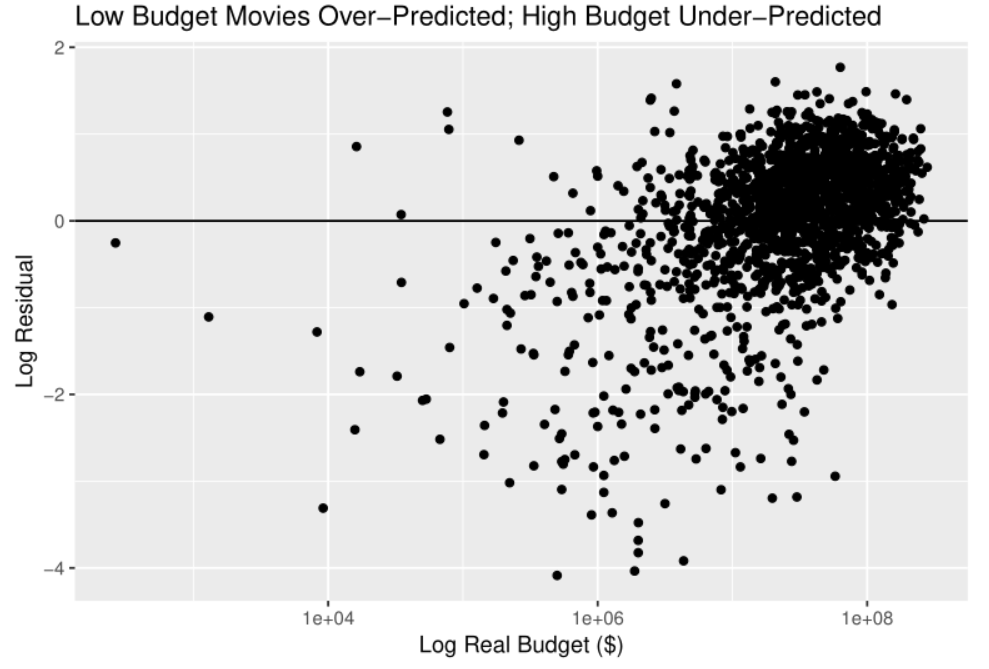 Low Budget Movies Over−Predicted; High Budget Under−Predicted
2
0
−2
−4
Log Residual
1e+04 1e+06 1e+08
Log Real Budget ($)